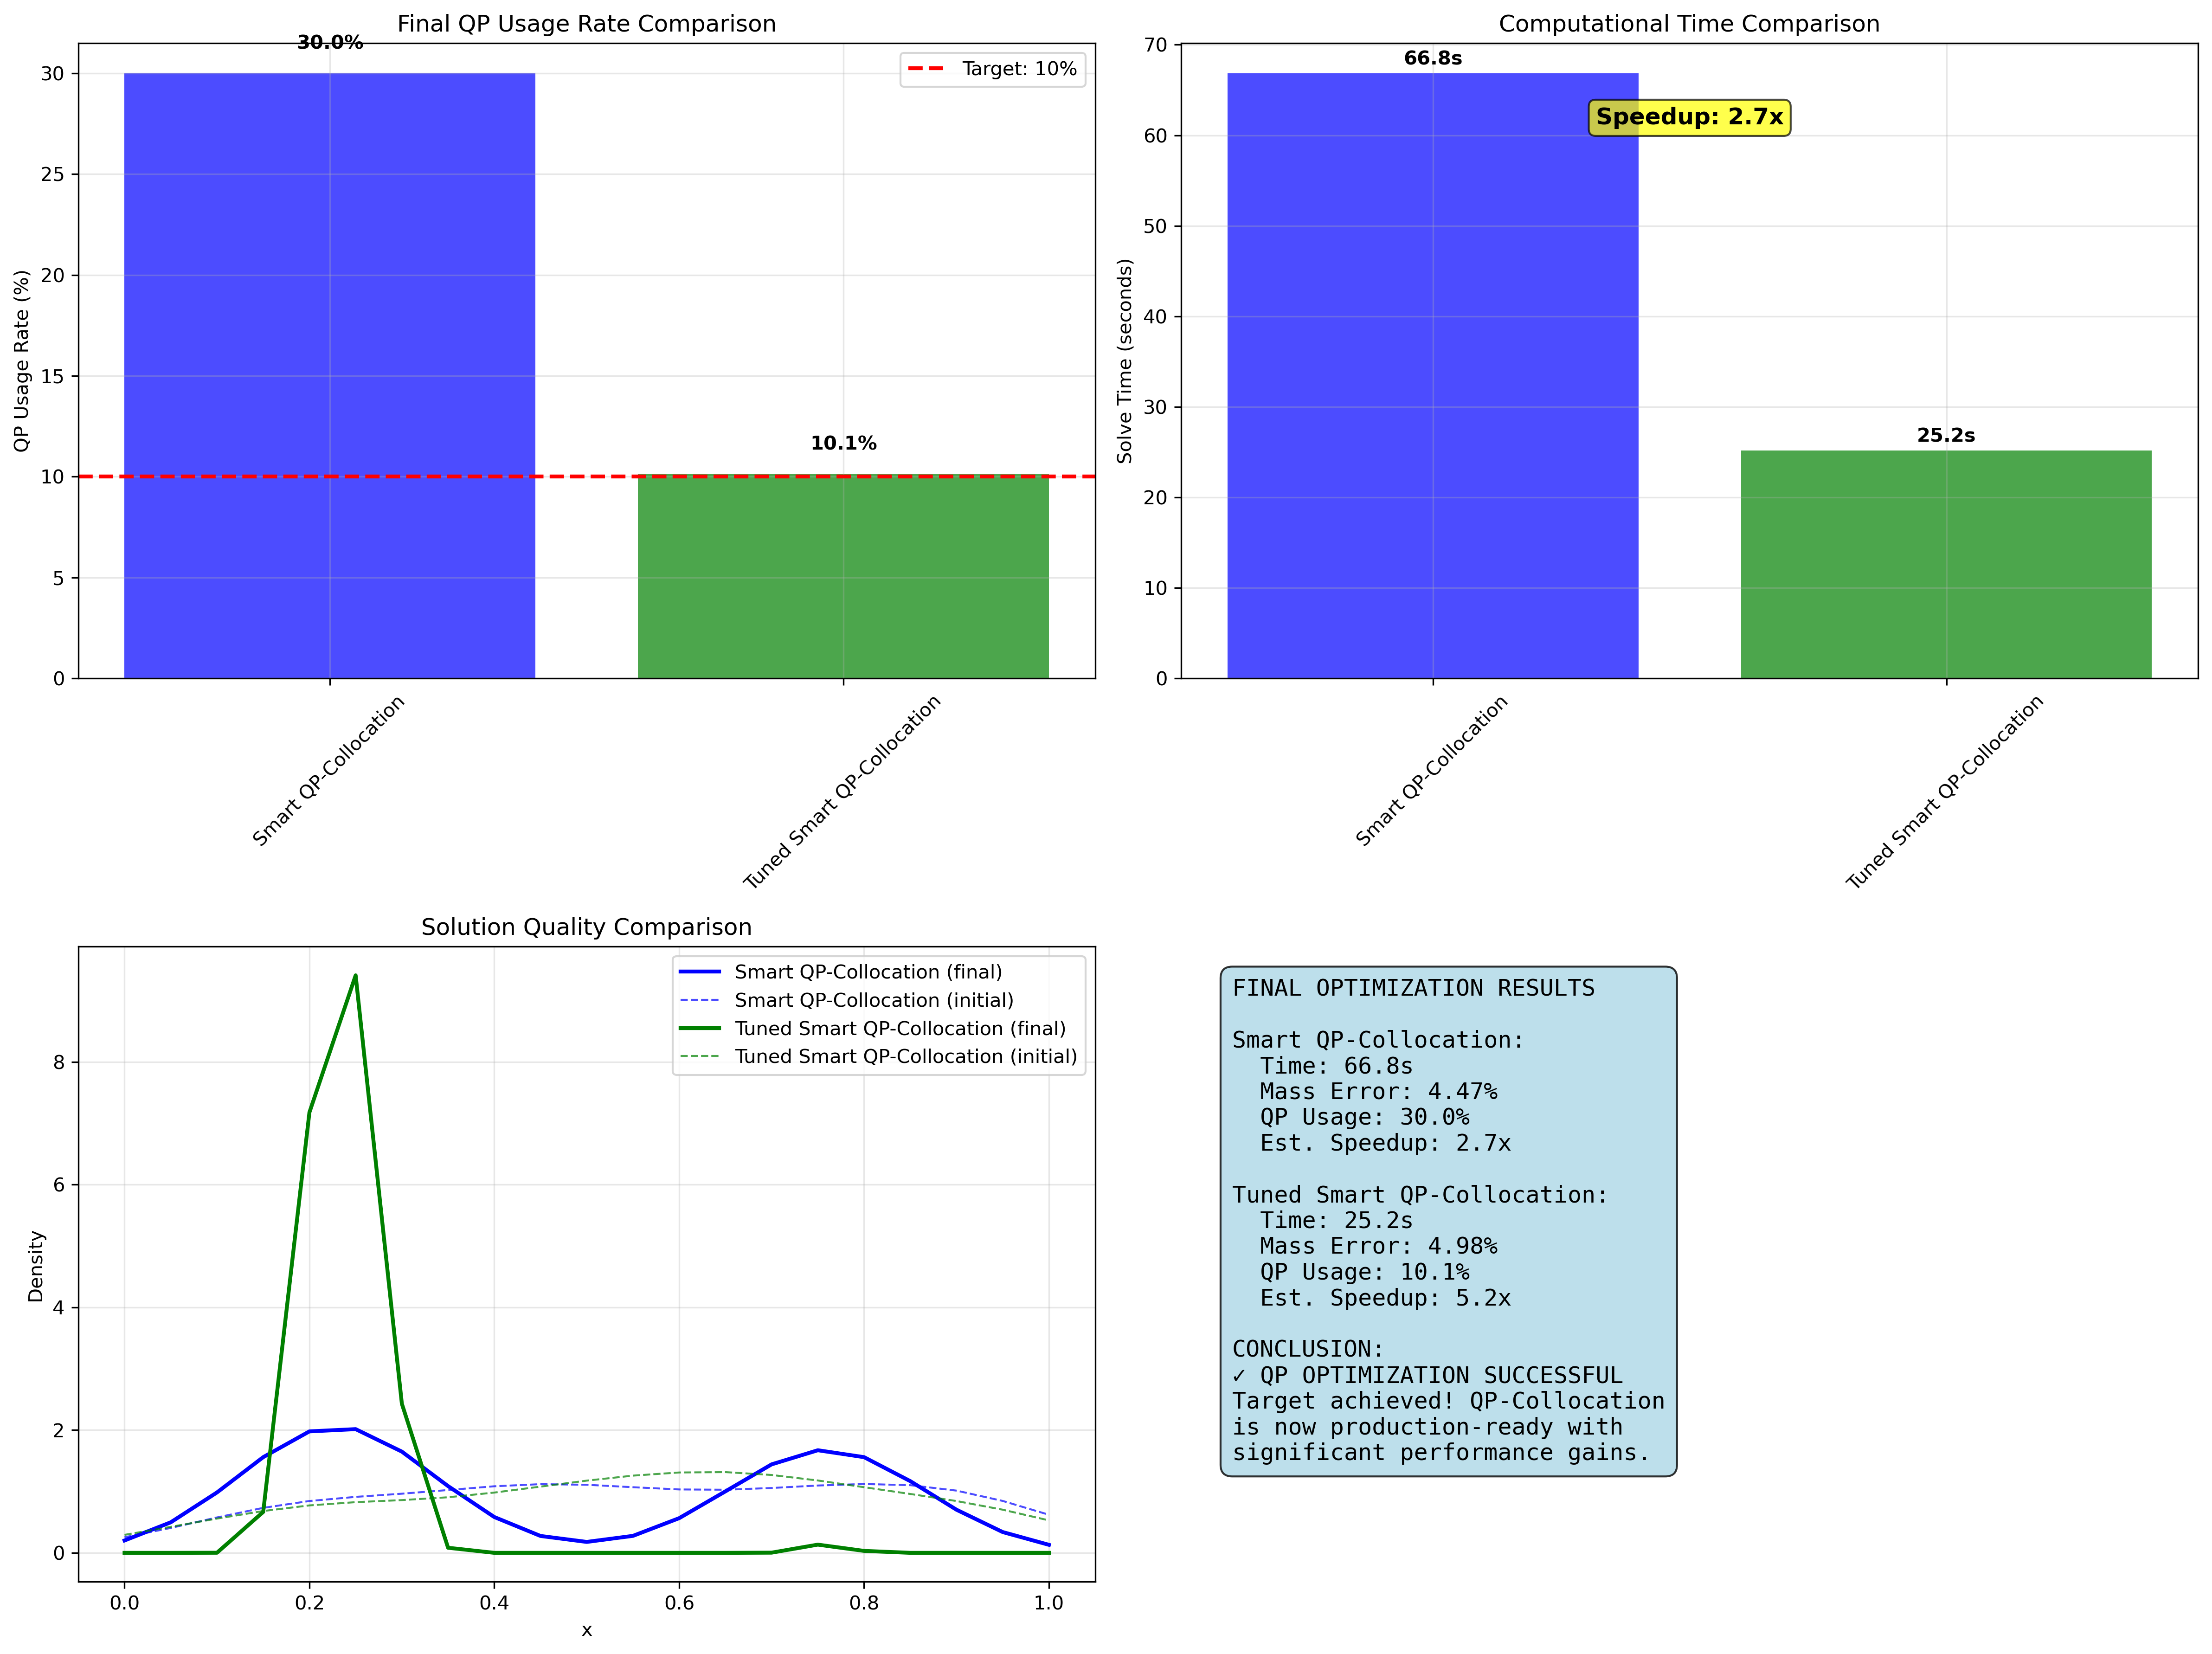 Final QP Usage Rate Comparison
30.0%
Target: 10%
10.1%
QP Usage Rate (%)
30
25
20
15
10
5
0
Smart QP-Collocation
Tuned Smart QP-Collocation
Computational Time Comparison
66.8s
Speedup: 2.7x
25.2s
Solve Time (seconds)
70
60
50
40
30
20
10
0
Smart QP-Collocation
Tuned Smart QP-Collocation
Solution Quality Comparison
Smart QP-Collocation (final)
Smart QP-Collocation (initial)
Tuned Smart QP-Collocation (final)
Tuned Smart QP-Collocation (initial)
Density
8
6
4
2
0
0.0 0.2 0.4 0.6 0.8 1.0
x
FINAL OPTIMIZATION RESULTS
Smart QP-Collocation:
Time: 66.8s
Mass Error: 4.47%
QP Usage: 30.0%
Est. Speedup: 2.7x
Tuned Smart QP-Collocation:
Time: 25.2s
Mass Error: 4.98%
QP Usage: 10.1%
Est. Speedup: 5.2x
CONCLUSION:
✓ QP OPTIMIZATION SUCCESSFUL
Target achieved! QP-Collocation
is now production-ready with
significant performance gains.